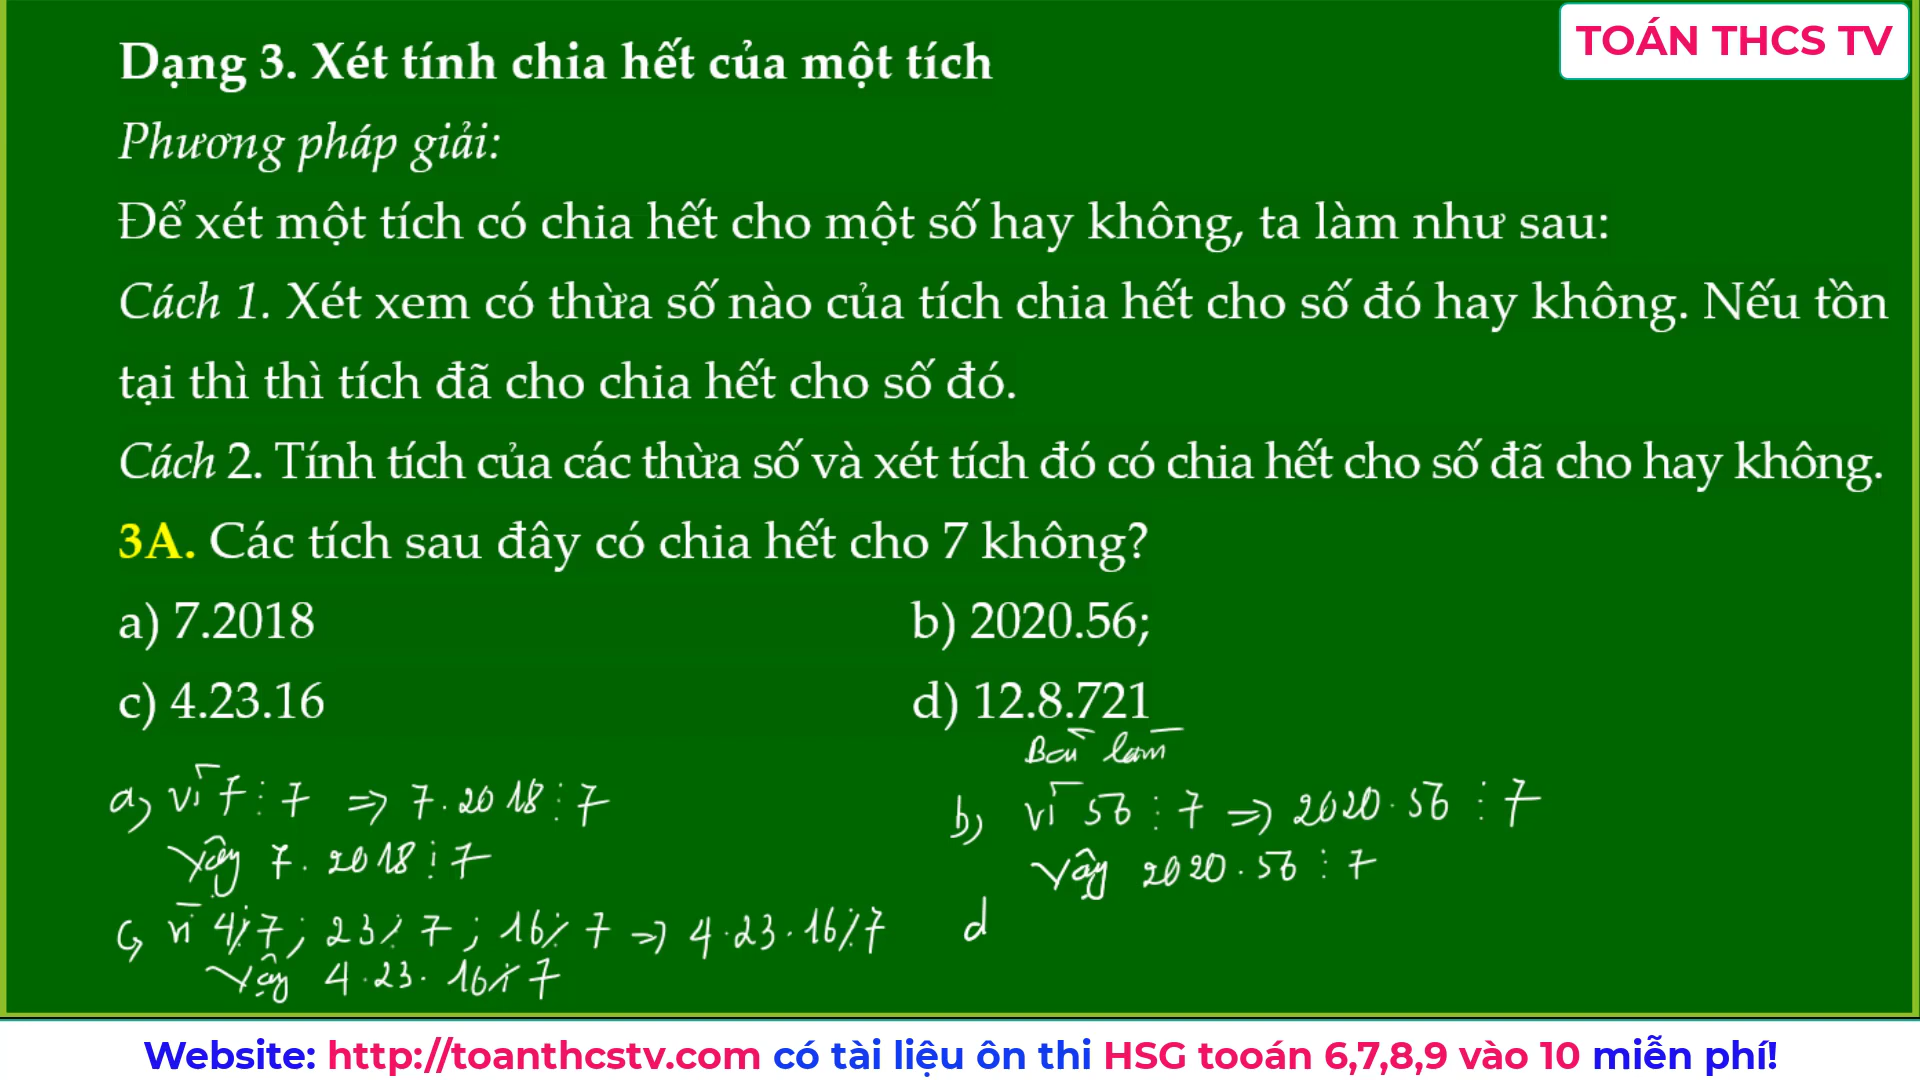 TOÁN THCS TV
Dạng 3. Xét tính chia hết của một tích
Phương pháp giải:
Để xét một tích có chia hết cho một số hay không, ta làm như sau:
Cách 1. Xét xem có thừa số nào của tích chia hết cho số đó hay không. Nếu tồn
tại thì thì tích đã cho chia hết cho số đó.
Cách 2. Tính tích của các thừa số và xét tích đó có chia hết cho số đã cho hay không.
3A. Các tích sau đây có chia hết cho 7 không?
a) 7.2018
b) 2020.56;
c) 4.23.16
d) 12.8.721
Bài làm
a) vì 7 ⋮ 7 => 7.2018 ⋮ 7
Vậy 7.2018 ⋮ 7
b) vì 56 ⋮ 7 => 2020.56 ⋮ 7
Vậy 2020.56 ⋮ 7
c) vì 4 ⋮̸ 7; 23 ⋮̸ 7; 16 ⋮̸ 7 => 4.23.16 ⋮̸ 7
Vậy 4.23.16 ⋮̸ 7
d
Website: http://toanthcstv.com có tài liệu ôn thi HSG tooán 6,7,8,9 vào 10 miễn phí!